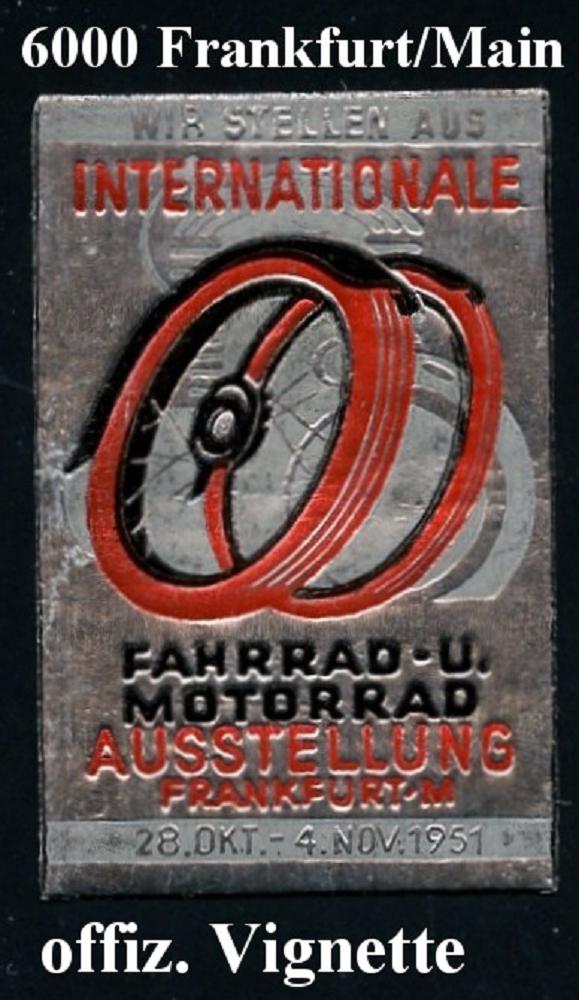 6000 Frankfurt/Main
WIR STELLEN AUS
INTERNATIONALE
FAHRRAD-U.
MOTORRAD
AUSSTELLUNG
FRANKFURT·M
28.OKT.-4.NOV.1951
offiz. Vignette